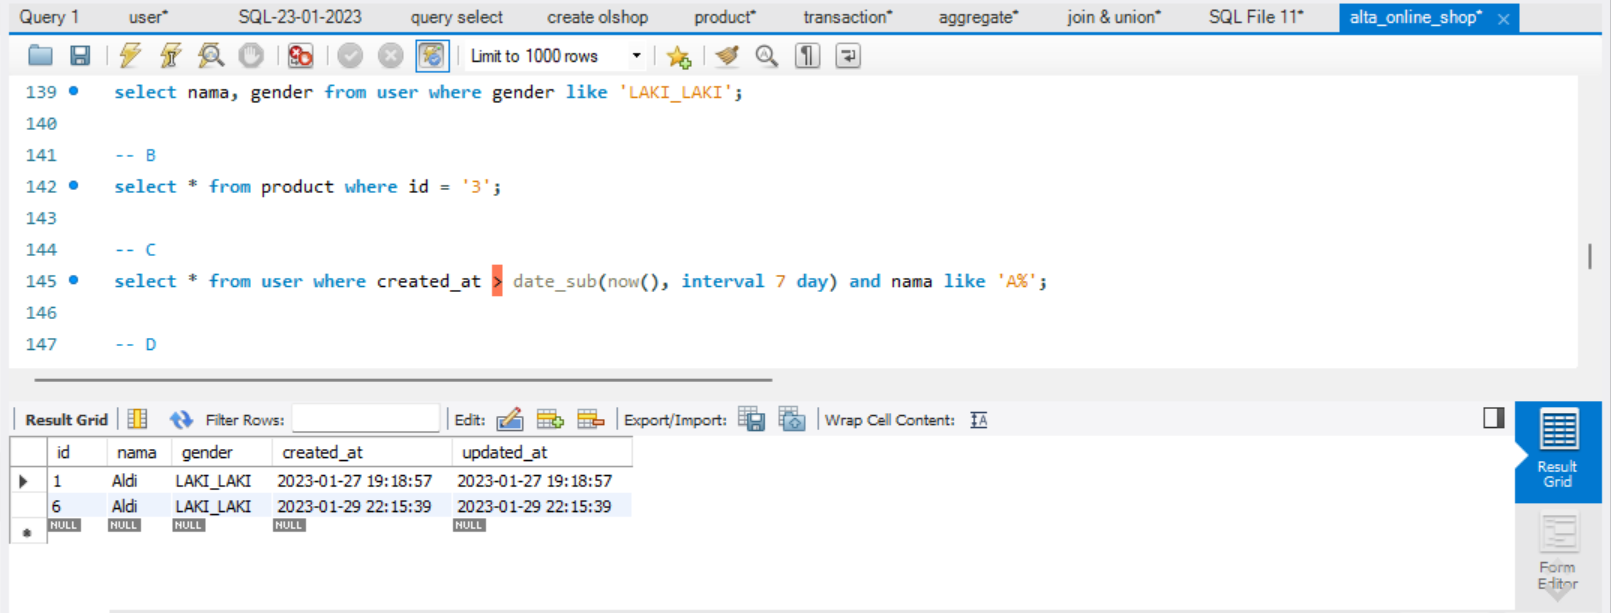 Query 1 user* SQL-23-01-2023 query select create olshop product* transaction* aggregate* join & union* SQL File 11* alta_online_shop*
Limit to 1000 rows
139 select nama, gender from user where gender like 'LAKI_LAKI';
140
141 -- B
142 select * from product where id = '3';
143
144 -- C
145 select * from user where created_at > date_sub(now(), interval 7 day) and nama like 'A%';
146
147 -- D
Result Grid Filter Rows: Edit: Export/Import: Wrap Cell Content: IA
id nama gender created_at updated_at
1 Aldi LAKI_LAKI 2023-01-27 19:18:57 2023-01-27 19:18:57
6 Aldi LAKI_LAKI 2023-01-29 22:15:39 2023-01-29 22:15:39
NULL NULL NULL NULL NULL
Result
Grid
Form
Editor